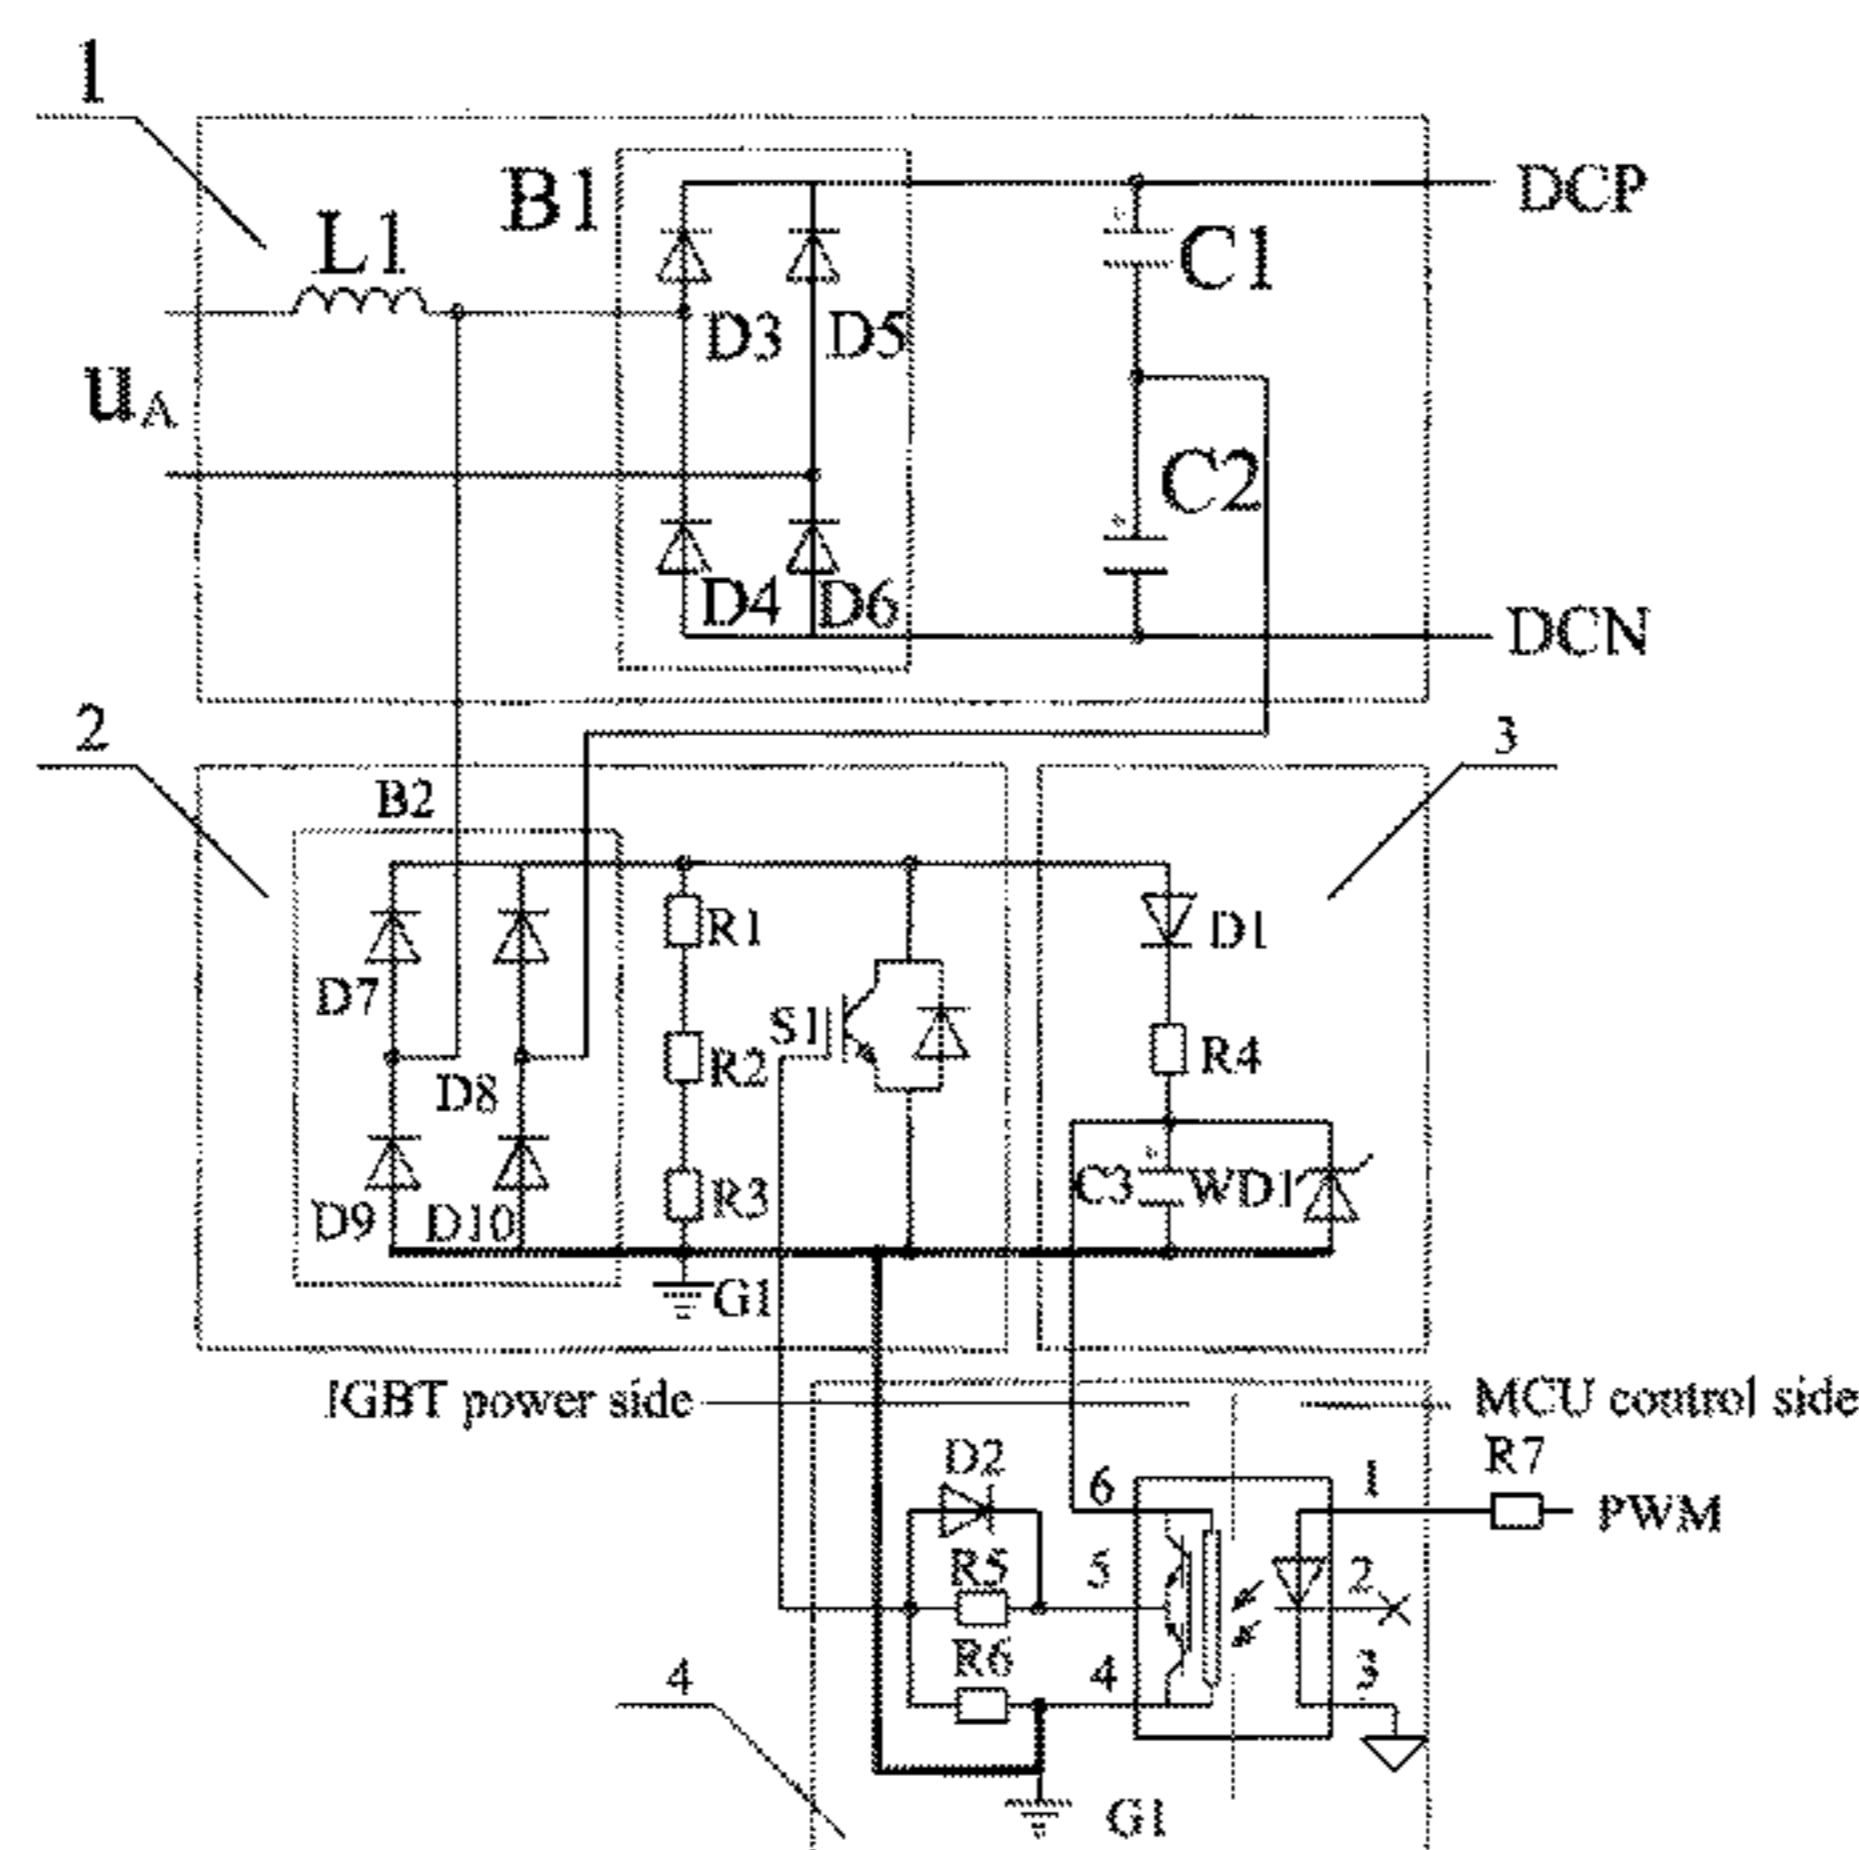 1
B1
DCP
L1
C1
D3
D5
uA
C2
D4
D6
DCN
2
3
B2
R1
D1
D7
S1
R2
R4
D8
C3
WD1
R3
D9
D10
G1
IGBT power side
MCU control side
D2
6
1
R7
PWM
R5
5
2
R6
4
4
3
G1